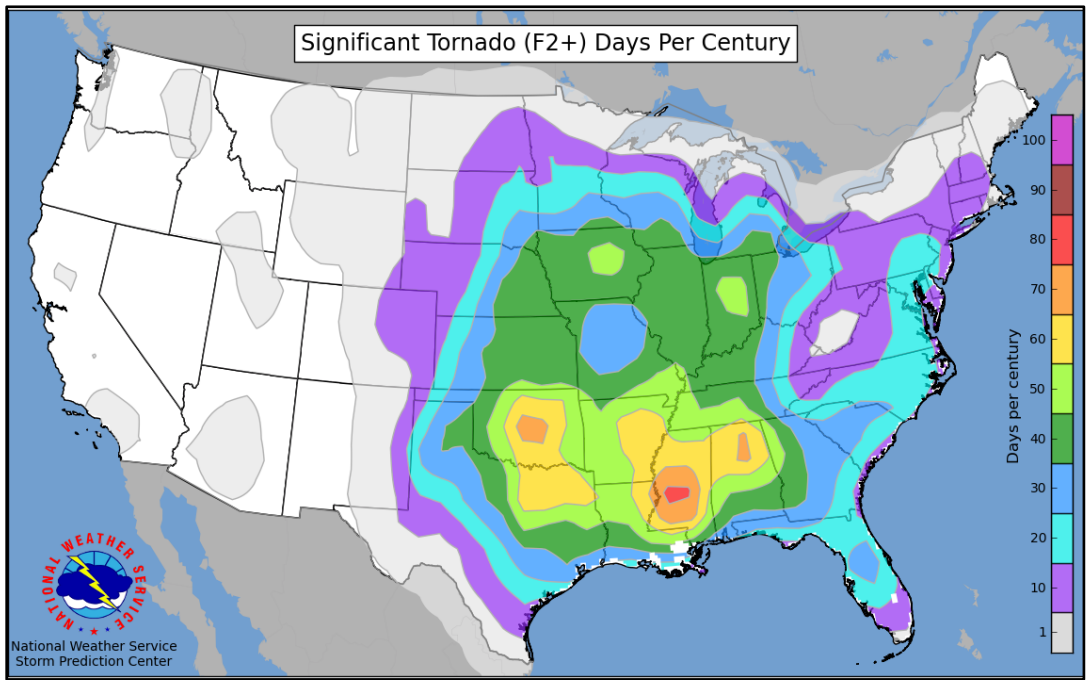 Significant Tornado (F2+) Days Per Century
100
90
80
70
60
50
40
30
20
10
1
Days per century
NATIONAL WEATHER SERVICE
National Weather Service
Storm Prediction Center